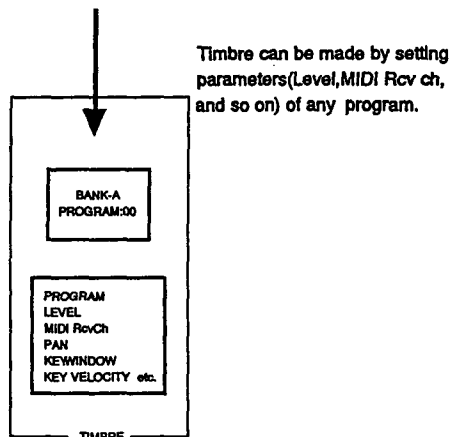 Timbre can be made by setting
parameters(Level,MIDI Rcv ch,
and so on) of any program.
BANK-A
PROGRAM:00
PROGRAM
LEVEL
MIDI RcvCh
PAN
KEYWINDOW
KEY VELOCITY etc.
TIMBRE